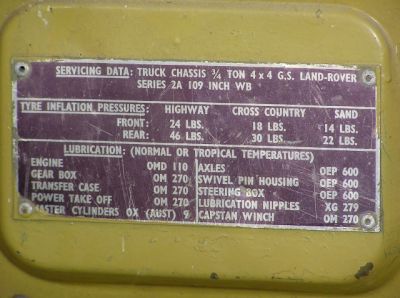 SERVICING DATA: TRUCK CHASSIS ¾ TON 4 x 4 G.S. LAND-ROVER
SERIES 2A 109 INCH WB
TYRE INFLATION PRESSURES: HIGHWAY CROSS COUNTRY SAND
FRONT: 24 LBS. 18 LBS. 14 LBS.
REAR: 46 LBS. 30 LBS. 22 LBS.
LUBRICATION: (NORMAL OR TROPICAL TEMPERATURES)
ENGINE OMD 110 AXLES OEP 600
GEAR BOX OM 270 SWIVEL PIN HOUSING OEP 600
TRANSFER CASE OM 270 STEERING BOX OEP 600
POWER TAKE OFF OM 270 LUBRICATION NIPPLES XG 279
MASTER CYLINDERS OX (AUST) 9 CAPSTAN WINCH OM 270